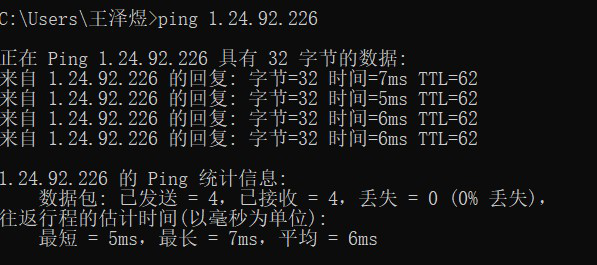 C:\Users\王泽煜>ping 1.24.92.226
正在 Ping 1.24.92.226 具有 32 字节的数据:
来自 1.24.92.226 的回复: 字节=32 时间=7ms TTL=62
来自 1.24.92.226 的回复: 字节=32 时间=5ms TTL=62
来自 1.24.92.226 的回复: 字节=32 时间=6ms TTL=62
来自 1.24.92.226 的回复: 字节=32 时间=6ms TTL=62
1.24.92.226 的 Ping 统计信息:
数据包: 已发送 = 4，已接收 = 4，丢失 = 0 (0% 丢失)，
往返行程的估计时间(以毫秒为单位):
最短 = 5ms，最长 = 7ms，平均 = 6ms